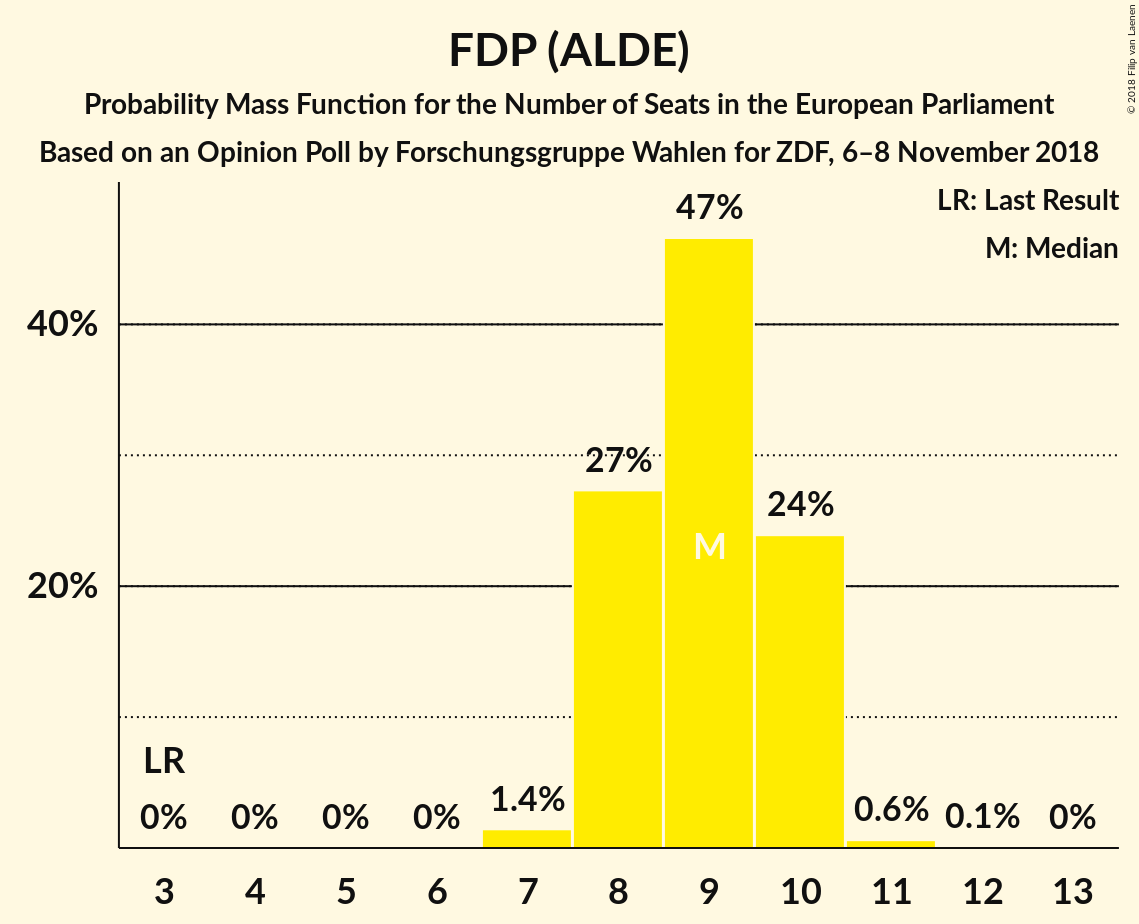 FDP (ALDE)
Probability Mass Function for the Number of Seats in the European Parliament
Based on an Opinion Poll by Forschungsgruppe Wahlen for ZDF, 6–8 November 2018
© 2018 Filip van Laenen
LR: Last Result
M: Median
47%
40%
27%
24%
M
20%
LR
0% 0% 0% 0% 1.4% 0.6% 0.1% 0%
3 4 5 6 7 8 9 10 11 12 13